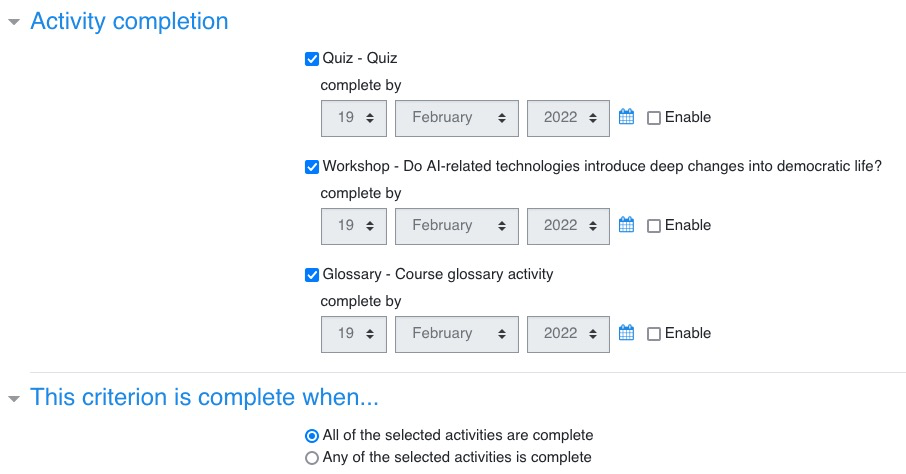 Activity completion
Quiz - Quiz
complete by
19 February 2022 Enable
Workshop - Do AI-related technologies introduce deep changes into democratic life?
complete by
19 February 2022 Enable
Glossary - Course glossary activity
complete by
19 February 2022 Enable
This criterion is complete when...
All of the selected activities are complete
Any of the selected activities is complete